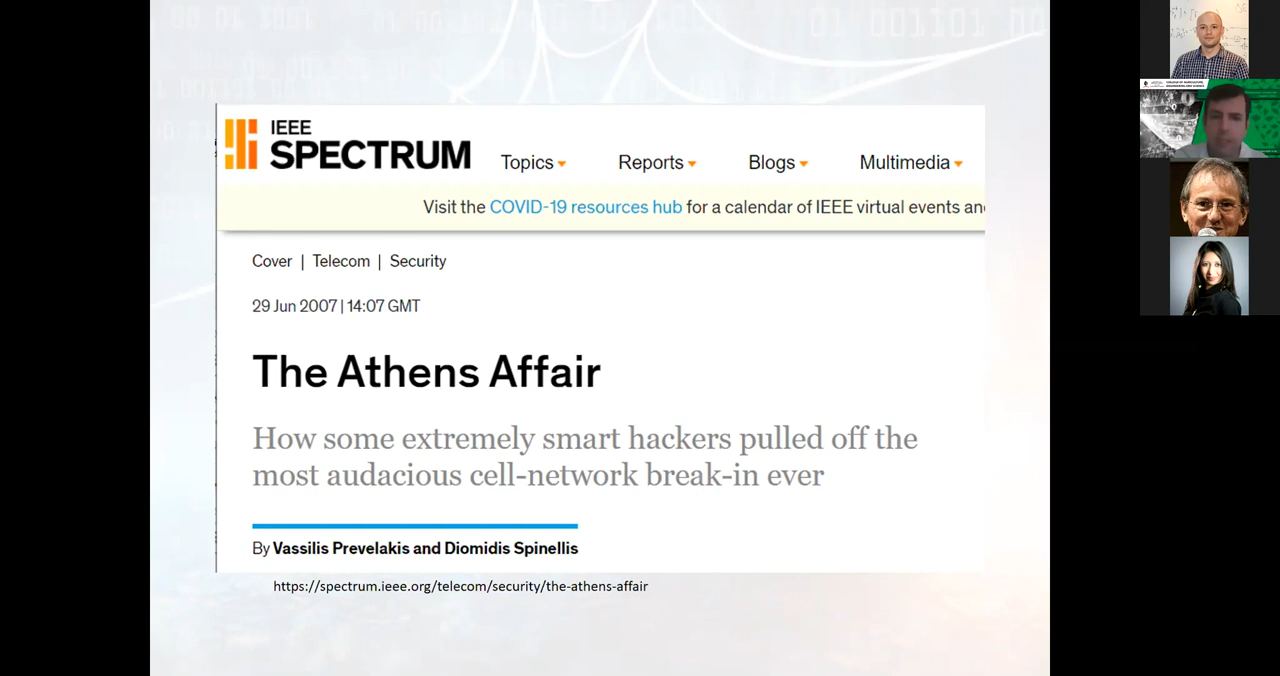 IEEE
SPECTRUM
Topics Reports Blogs Multimedia
Visit the COVID-19 resources hub for a calendar of IEEE virtual events an
Cover | Telecom | Security
29 Jun 2007 | 14:07 GMT
The Athens Affair
How some extremely smart hackers pulled off the
most audacious cell-network break-in ever
By Vassilis Prevelakis and Diomidis Spinellis
https://spectrum.ieee.org/telecom/security/the-athens-affair